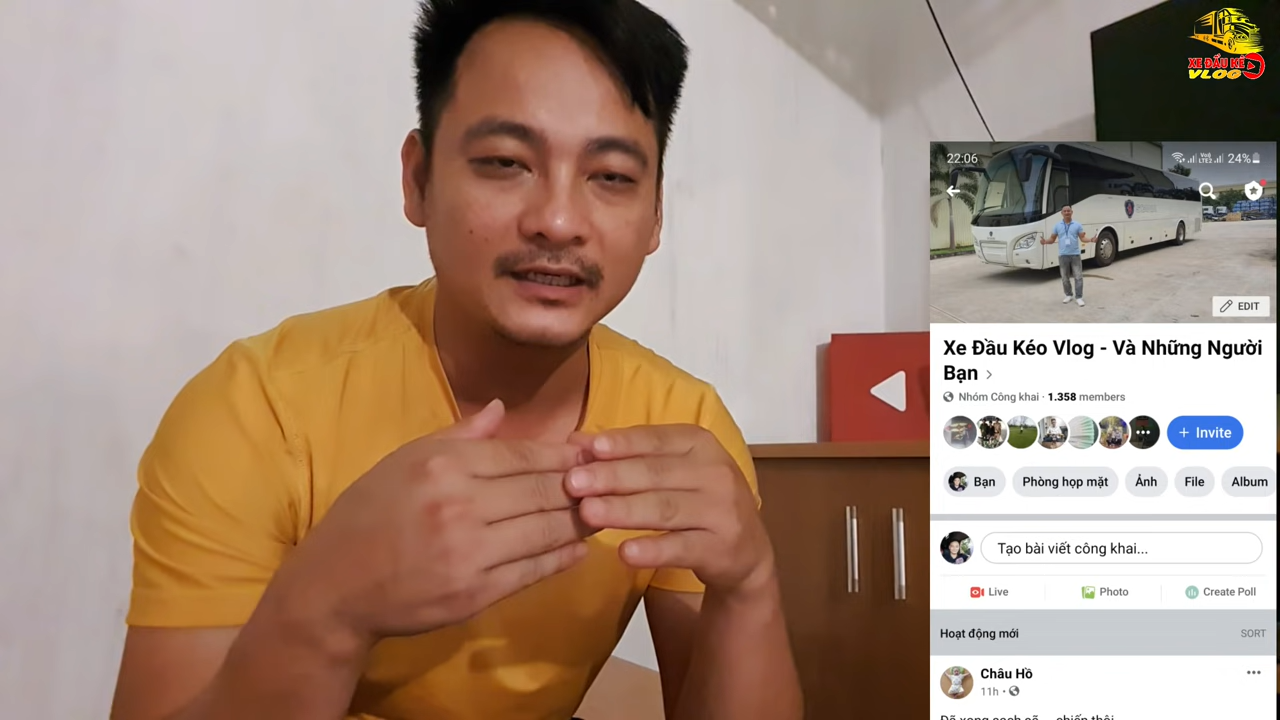 XE ĐẦU KÉO
VLOG
22:06
LTE2
24%
EDIT
Xe Đầu Kéo Vlog - Và Những Người
Bạn
Nhóm Công khai · 1.358 members
+ Invite
Bạn
Phòng họp mặt
Ảnh
File
Album
Tạo bài viết công khai...
Live
Photo
Create Poll
Hoạt động mới
SORT
Châu Hồ
11h ·